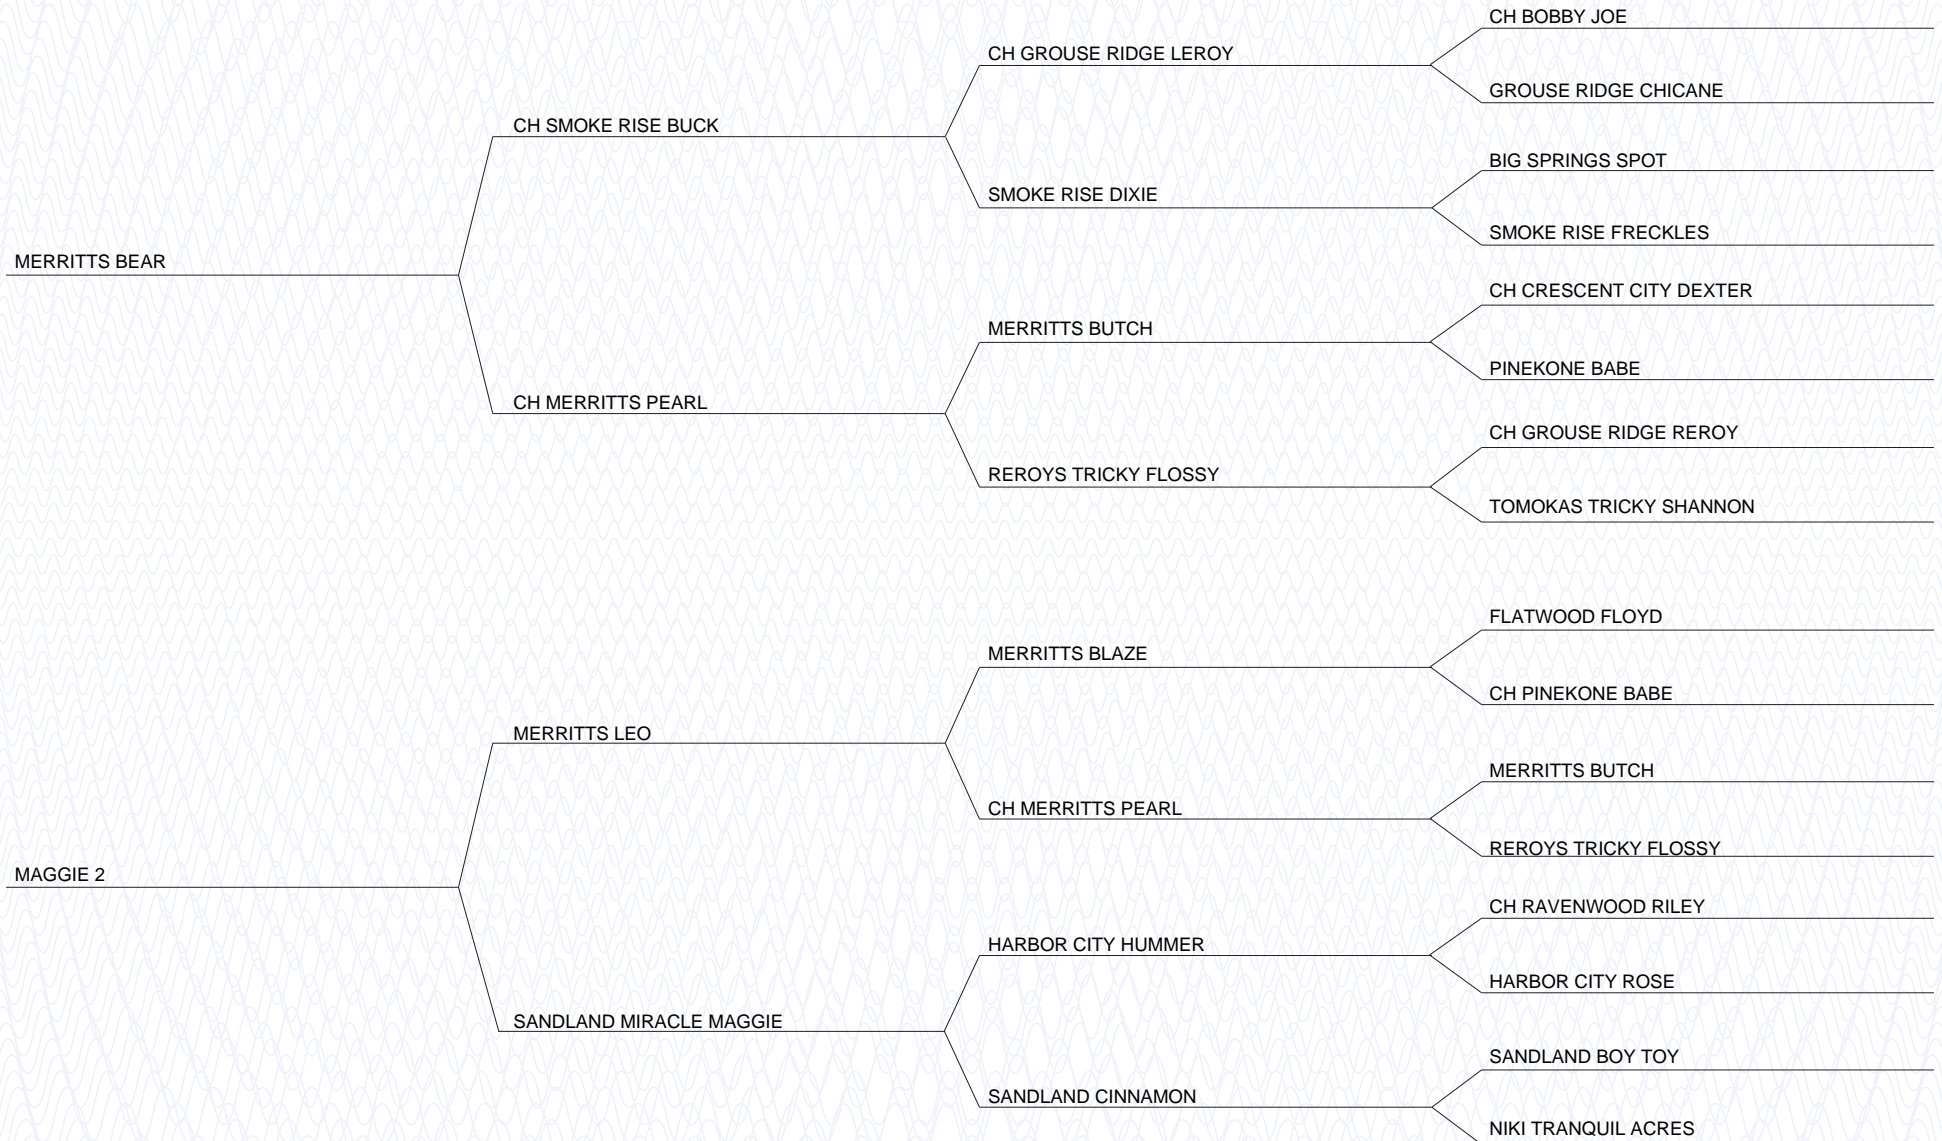 CH BOBBY JOE
CH GROUSE RIDGE LEROY
GROUSE RIDGE CHICANE
CH SMOKE RISE BUCK
BIG SPRINGS SPOT
SMOKE RISE DIXIE
SMOKE RISE FRECKLES
MERRITTS BEAR
CH CRESCENT CITY DEXTER
MERRITTS BUTCH
PINEKONE BABE
CH MERRITTS PEARL
CH GROUSE RIDGE REROY
REROYS TRICKY FLOSSY
TOMOKAS TRICKY SHANNON
FLATWOOD FLOYD
MERRITTS BLAZE
CH PINEKONE BABE
MERRITTS LEO
MERRITTS BUTCH
CH MERRITTS PEARL
REROYS TRICKY FLOSSY
MAGGIE 2
CH RAVENWOOD RILEY
HARBOR CITY HUMMER
HARBOR CITY ROSE
SANDLAND MIRACLE MAGGIE
SANDLAND BOY TOY
SANDLAND CINNAMON
NIKI TRANQUIL ACRES